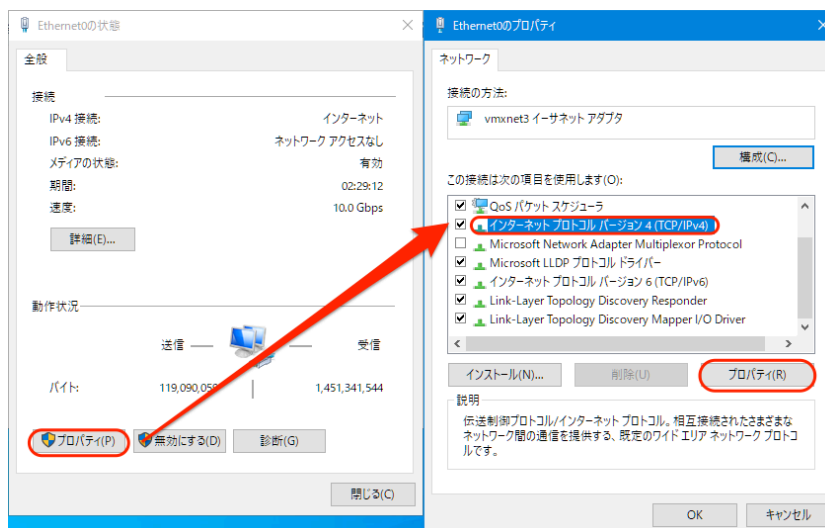 Ethernet0の状態
全般
接続
IPv4 接続: インターネット
IPv6 接続: ネットワーク アクセスなし
メディアの状態: 有効
期間: 02:29:12
速度: 10.0 Gbps
詳細(E)...
動作状況
送信 受信
バイト: 119,090,059 1,451,341,544
プロパティ(P) 無効にする(D) 診断(G)
閉じる(C)
Ethernet0のプロパティ
ネットワーク
接続の方法:
vmxnet3 イーサネット アダプタ
構成(C)...
この接続は次の項目を使用します(O):
QoS パケット スケジューラ
インターネット プロトコル バージョン 4 (TCP/IPv4)
Microsoft Network Adapter Multiplexor Protocol
Microsoft LLDP プロトコル ドライバー
インターネット プロトコル バージョン 6 (TCP/IPv6)
Link-Layer Topology Discovery Responder
Link-Layer Topology Discovery Mapper I/O Driver
インストール(N)... 削除(U) プロパティ(R)
説明
伝送制御プロトコル/インターネット プロトコル。相互接続されたさまざまな
ネットワーク間の通信を提供する、既定のワイド エリア ネットワーク プロトコ
ルです。
OK キャンセル